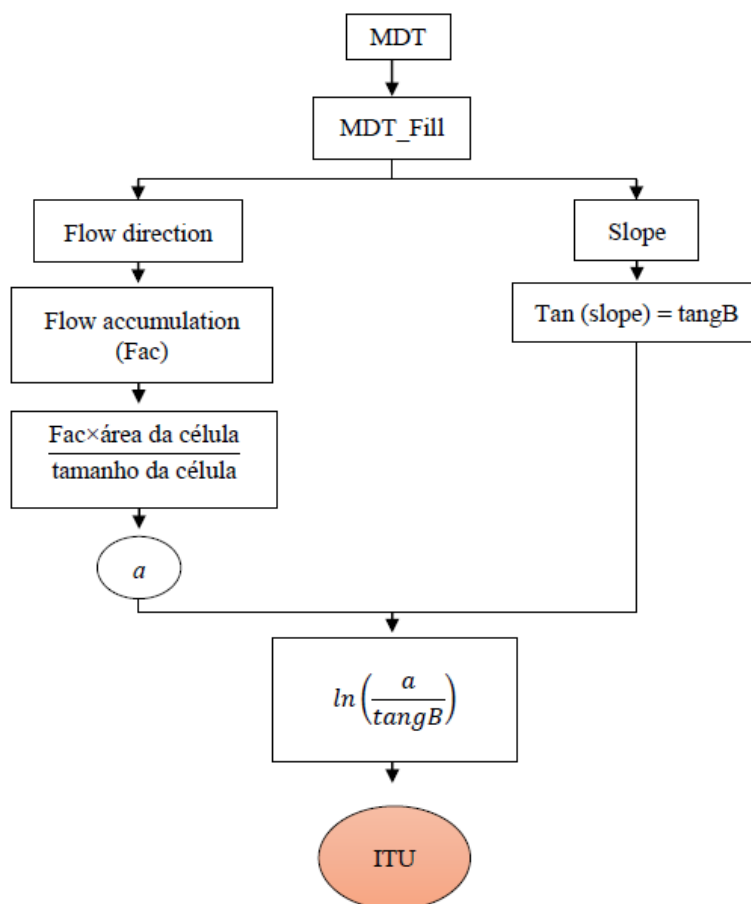 MDT
MDT_Fill
Flow direction
Slope
Flow accumulation
(Fac)
Tan (slope) = tangB
Fac×área da célula
tamanho da célula
a
ln(a/tangB)
ITU